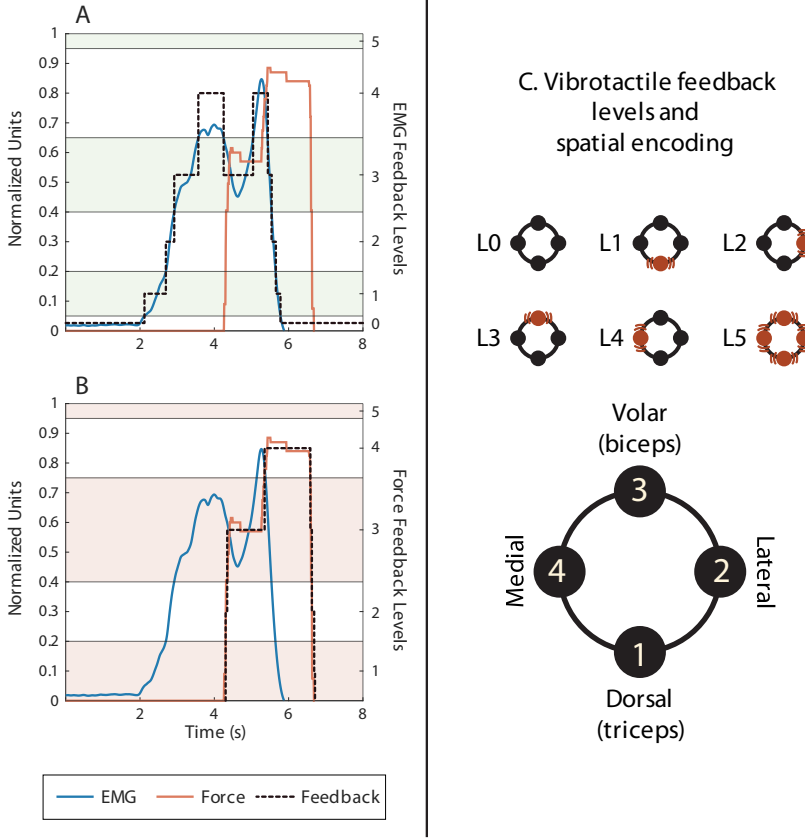 A
Normalized Units
1
0.9
0.8
0.7
0.6
0.5
0.4
0.3
0.2
0.1
0
2
4
6
8
5
4
3
2
1
0
EMG Feedback Levels
B
Normalized Units
1
0.9
0.8
0.7
0.6
0.5
0.4
0.3
0.2
0.1
0
2
4
6
8
Time (s)
5
4
3
2
1
Force Feedback Levels
EMG Force Feedback
C. Vibrotactile feedback
levels and
spatial encoding
L0 L1 L2
L3 L4 L5
Volar
(biceps)
3
Medial
4
2
Lateral
1
Dorsal
(triceps)